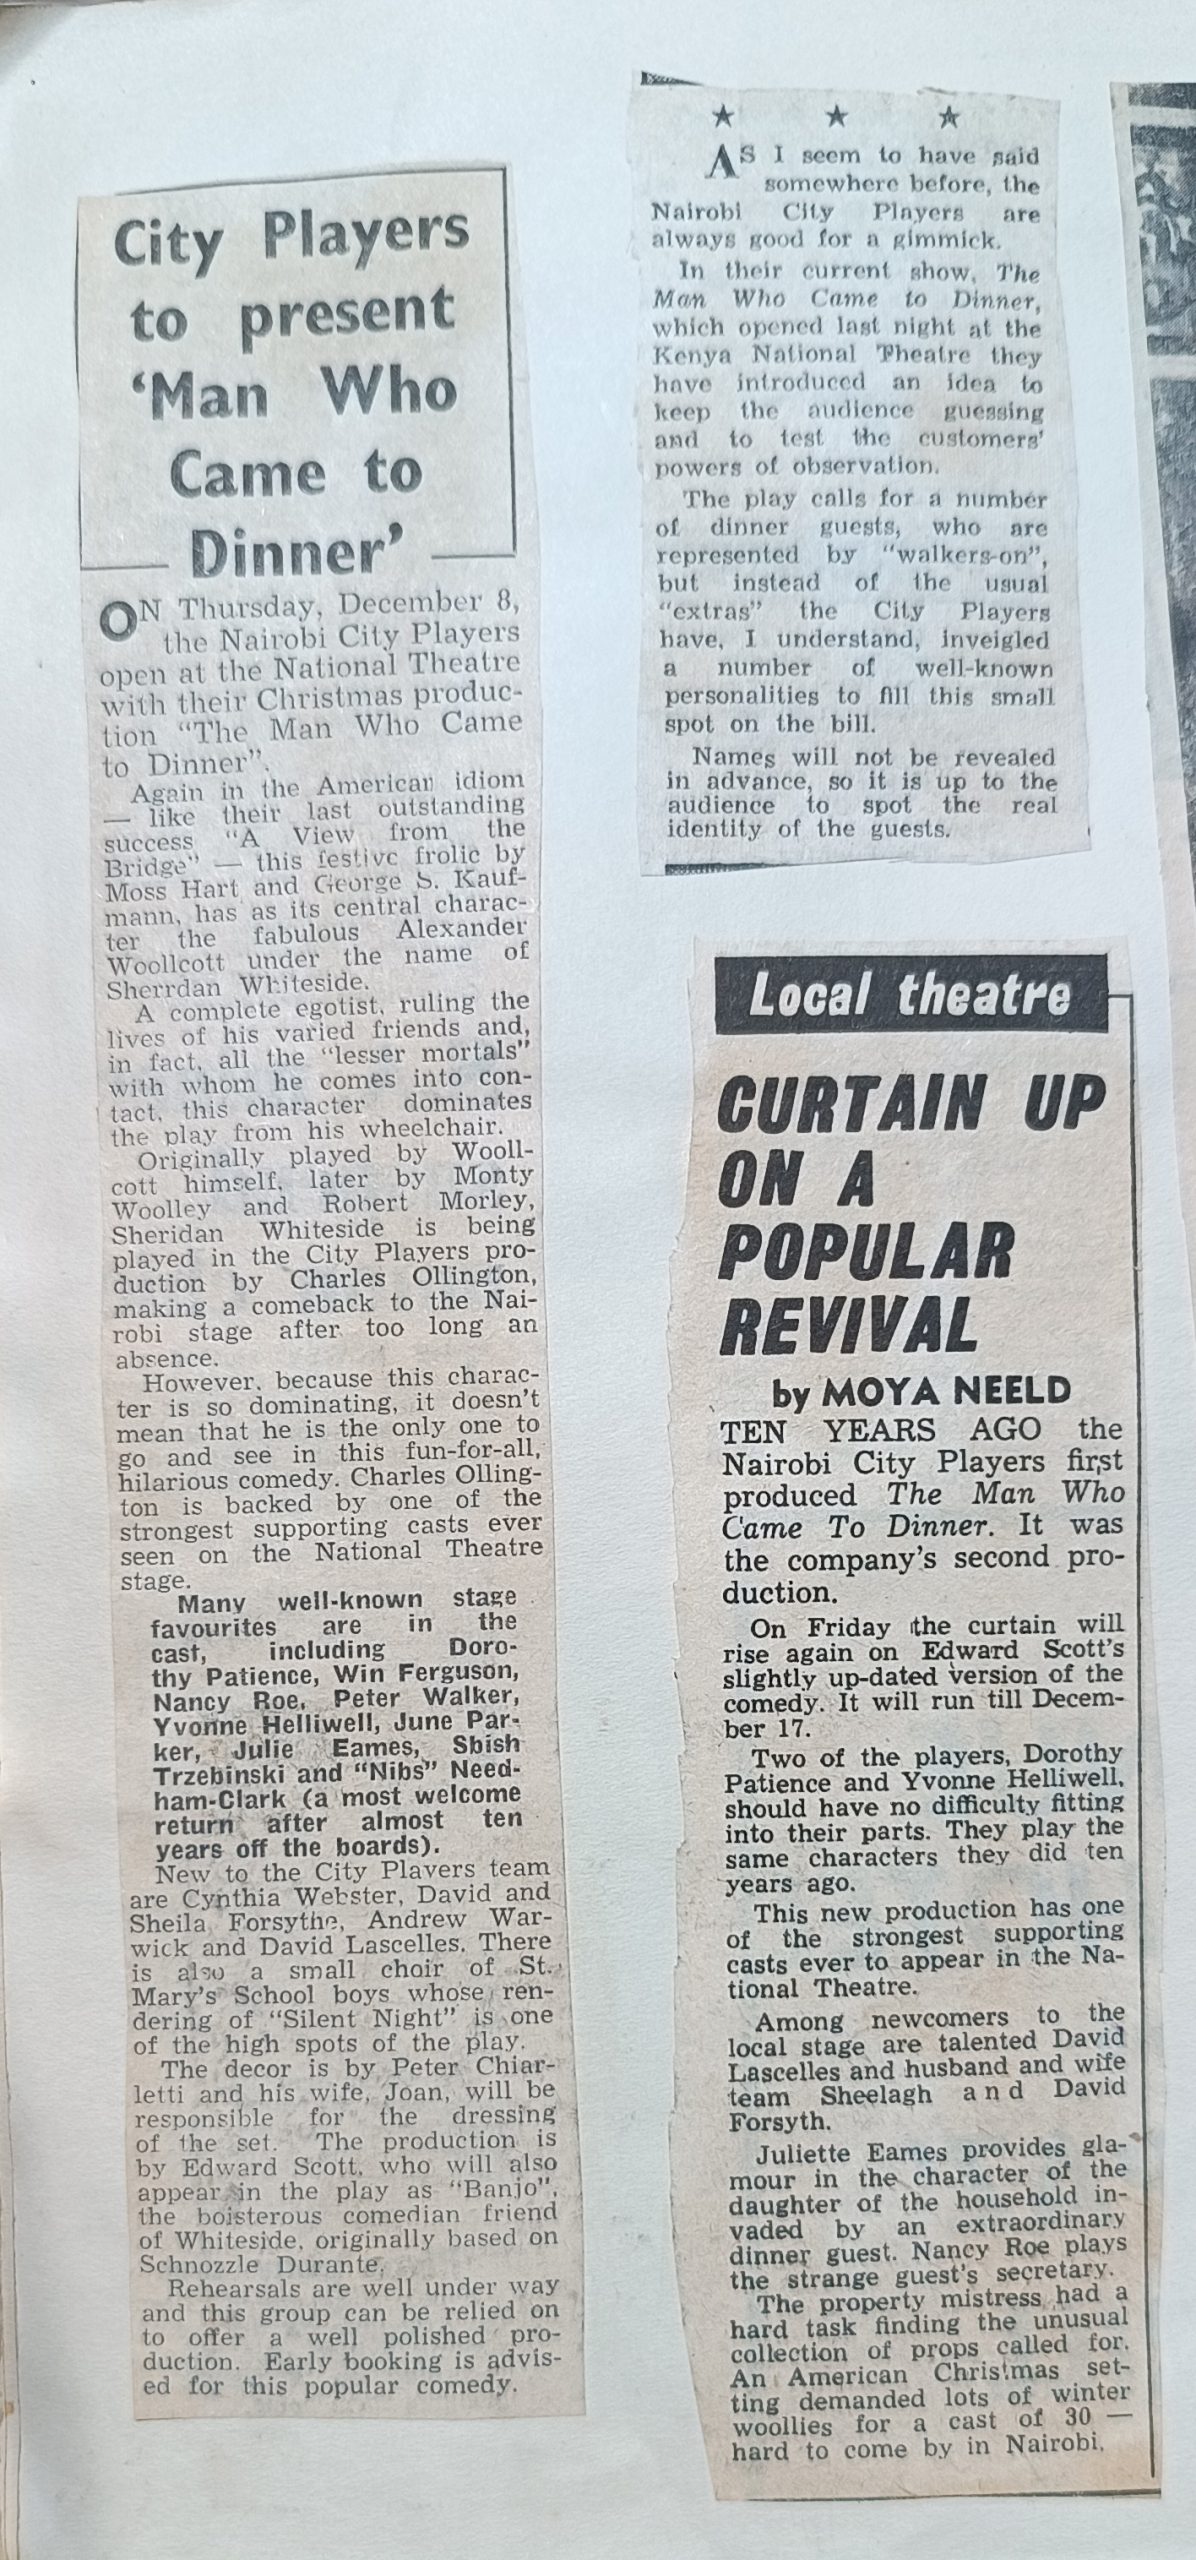 City Players
to present
‘Man Who
Came to
Dinner’
ON Thursday, December 8,
the Nairobi City Players
open at the National Theatre
with their Christmas produc-
tion “The Man Who Came
to Dinner”.
Again in the American idiom
— like their last outstanding
success “A View from the
Bridge” — this festive frolic by
Moss Hart and George S. Kauf-
mann, has as its central charac-
ter the fabulous Alexander
Woollcott under the name of
Sherrdan Whiteside.
A complete egotist, ruling the
lives of his varied friends and,
in fact, all the “lesser mortals”
with whom he comes into con-
tact, this character dominates
the play from his wheelchair.
Originally played by Wooll-
cott himself, later by Monty
Woolley and Robert Morley,
Sheridan Whiteside is being
played in the City Players pro-
duction by Charles Ollington,
making a comeback to the Nai-
robi stage after too long an
absence.
However, because this charac-
ter is so dominating, it doesn’t
mean that he is the only one to
go and see in this fun-for-all,
hilarious comedy. Charles Olling-
ton is backed by one of the
strongest supporting casts ever
seen on the National Theatre
stage.
Many well-known stage
favourites are in the
cast, including Doro-
thy Patience, Win Ferguson,
Nancy Roe, Peter Walker,
Yvonne Helliwell, June Par-
ker, Julie Eames, Sbish
Trzebinski and “Nibs” Need-
ham-Clark (a most welcome
return after almost ten
years off the boards).
New to the City Players team
are Cynthia Webster, David and
Sheila Forsythe, Andrew War-
wick and David Lascelles. There
is also a small choir of St.
Mary’s School boys whose ren-
dering of “Silent Night” is one
of the high spots of the play.
The decor is by Peter Chiar-
letti and his wife, Joan, will be
responsible for the dressing
of the set. The production is
by Edward Scott, who will also
appear in the play as “Banjo”,
the boisterous comedian friend
of Whiteside, originally based on
Schnozzle Durante.
Rehearsals are well under way
and this group can be relied on
to offer a well polished pro-
duction. Early booking is advis-
ed for this popular comedy.
★ ★ ★
AS I seem to have said
somewhere before, the
Nairobi City Players are
always good for a gimmick.
In their current show, The
Man Who Came to Dinner,
which opened last night at the
Kenya National Theatre they
have introduced an idea to
keep the audience guessing
and to test the customers’
powers of observation.
The play calls for a number
of dinner guests, who are
represented by “walkers-on”,
but instead of the usual
“extras” the City Players
have, I understand, inveigled
a number of well-known
personalities to fill this small
spot on the bill.
Names will not be revealed
in advance, so it is up to the
audience to spot the real
identity of the guests.
Local theatre
CURTAIN UP
ON A
POPULAR
REVIVAL
by MOYA NEELD
TEN YEARS AGO the
Nairobi City Players first
produced The Man Who
Came To Dinner. It was
the company’s second pro-
duction.
On Friday the curtain will
rise again on Edward Scott’s
slightly up-dated version of the
comedy. It will run till Decem-
ber 17.
Two of the players, Dorothy
Patience and Yvonne Helliwell,
should have no difficulty fitting
into their parts. They play the
same characters they did ten
years ago.
This new production has one
of the strongest supporting
casts ever to appear in the Na-
tional Theatre.
Among newcomers to the
local stage are talented David
Lascelles and husband and wife
team Sheelagh and David
Forsyth.
Juliette Eames provides gla-
mour in the character of the
daughter of the household in-
vaded by an extraordinary
dinner guest. Nancy Roe plays
the strange guest’s secretary.
The property mistress had a
hard task finding the unusual
collection of props called for.
An American Christmas set-
ting demanded lots of winter
woollies for a cast of 30 —
hard to come by in Nairobi.